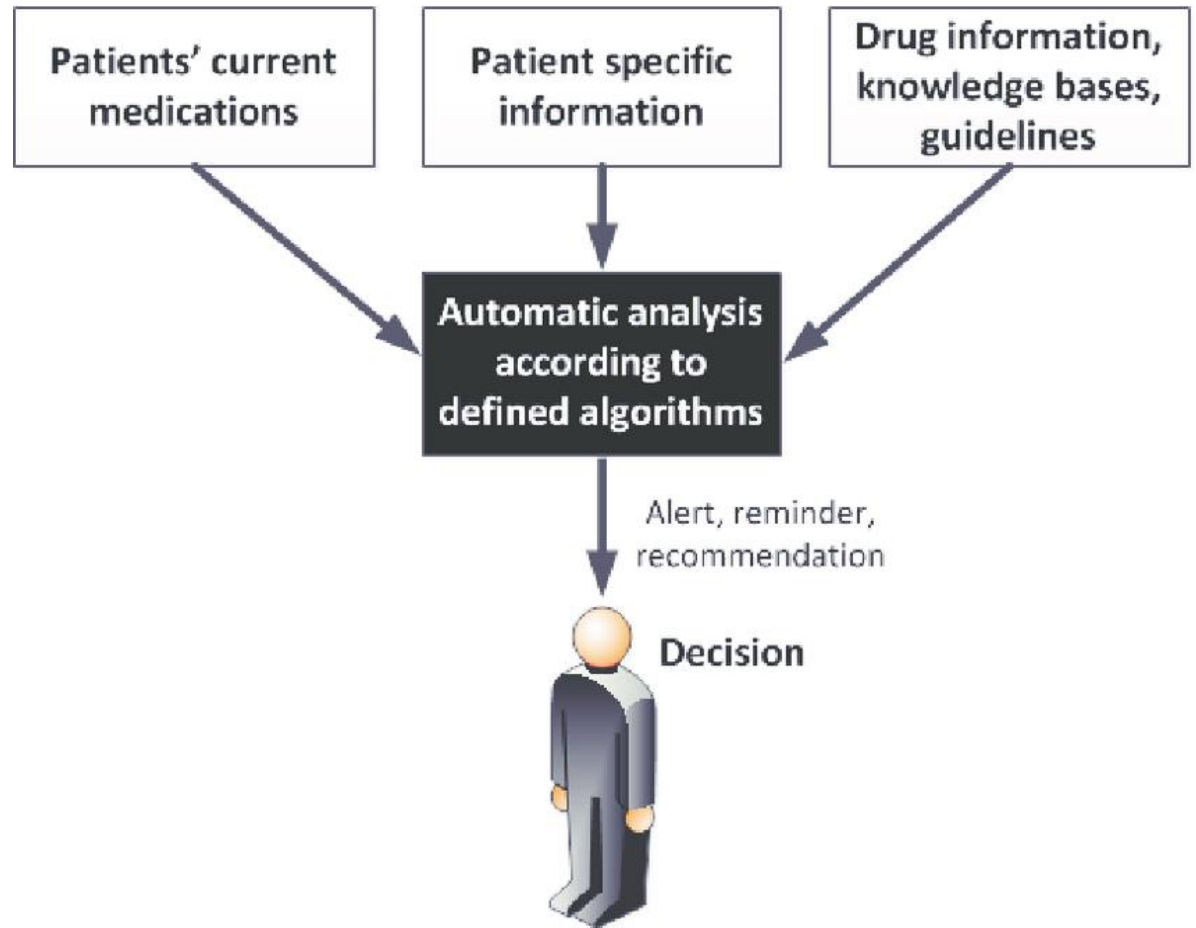 Patients' current
medications
Patient specific
information
Drug information,
knowledge bases,
guidelines
Automatic analysis
according to
defined algorithms
Alert, reminder,
recommendation
Decision